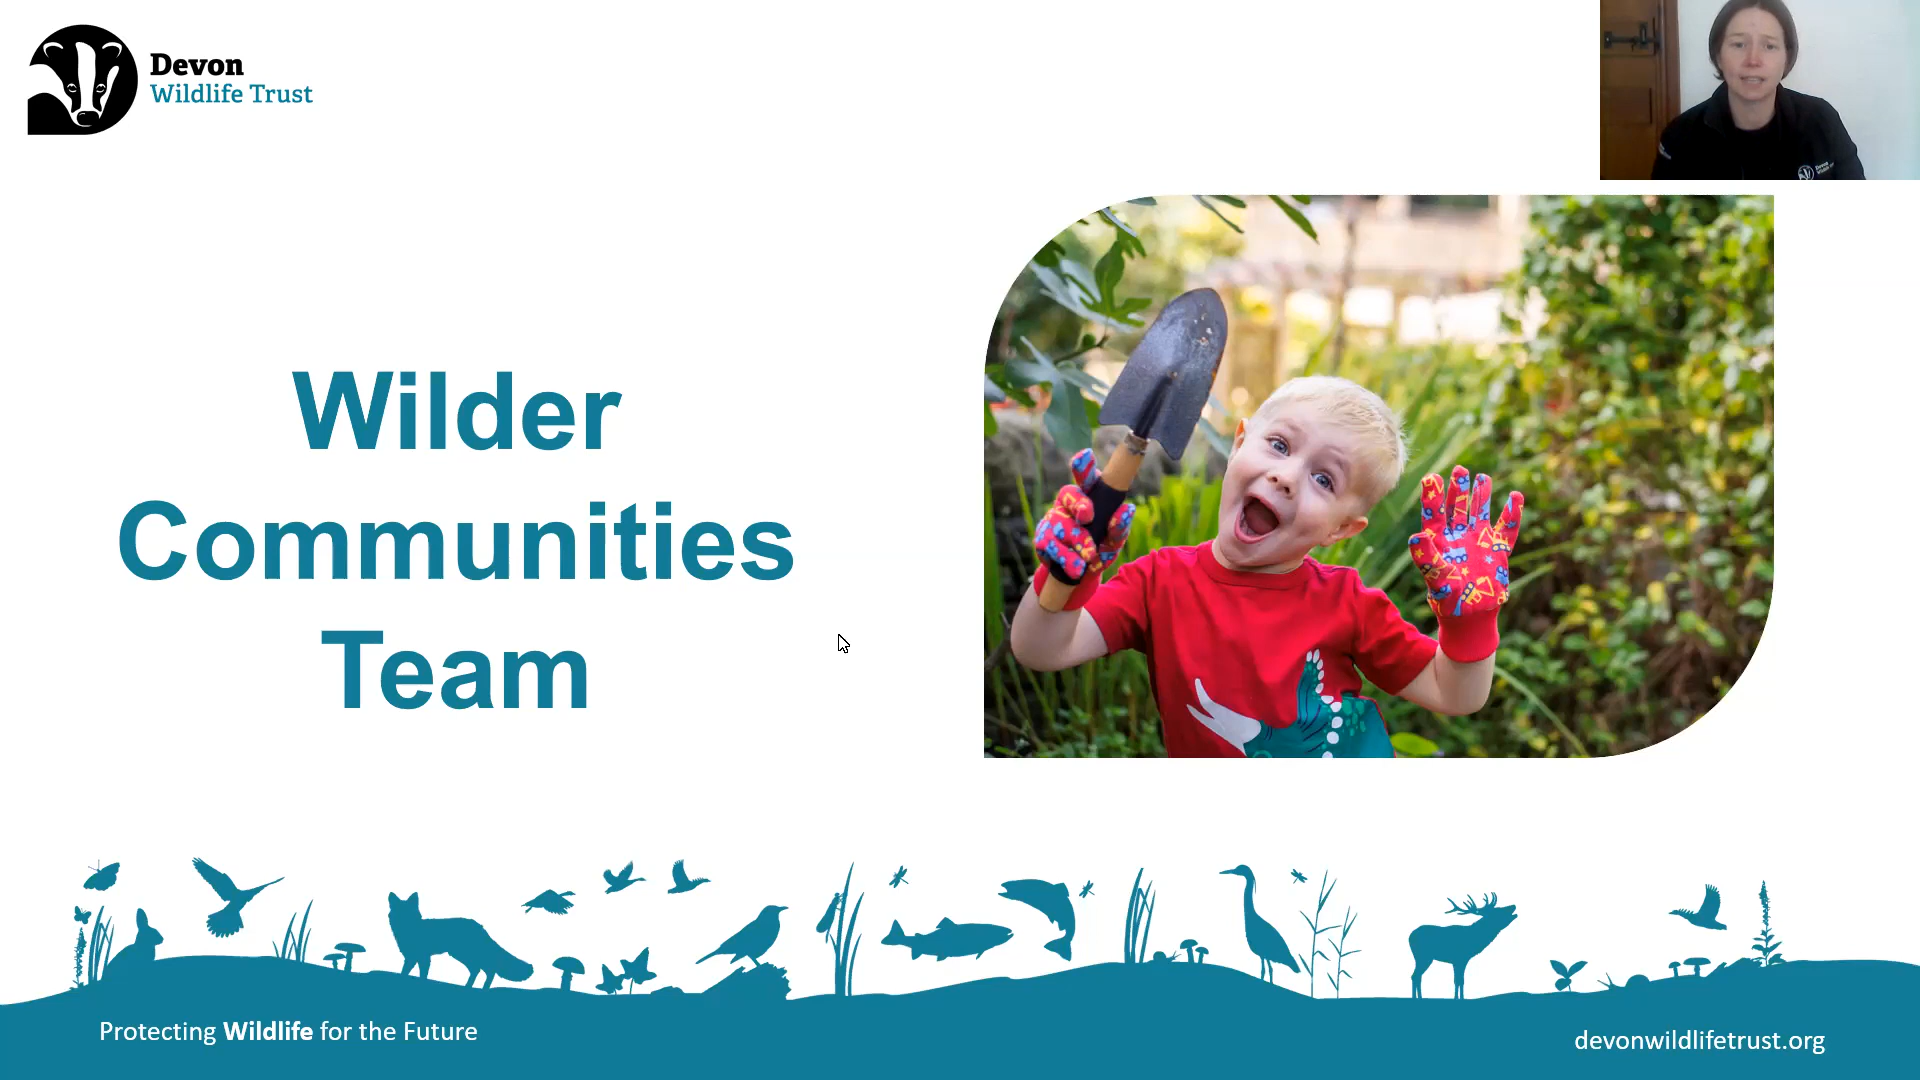 Devon
Wildlife Trust
Wilder
Communities
Team
Protecting Wildlife for the Future
devonwildlifetrust.org